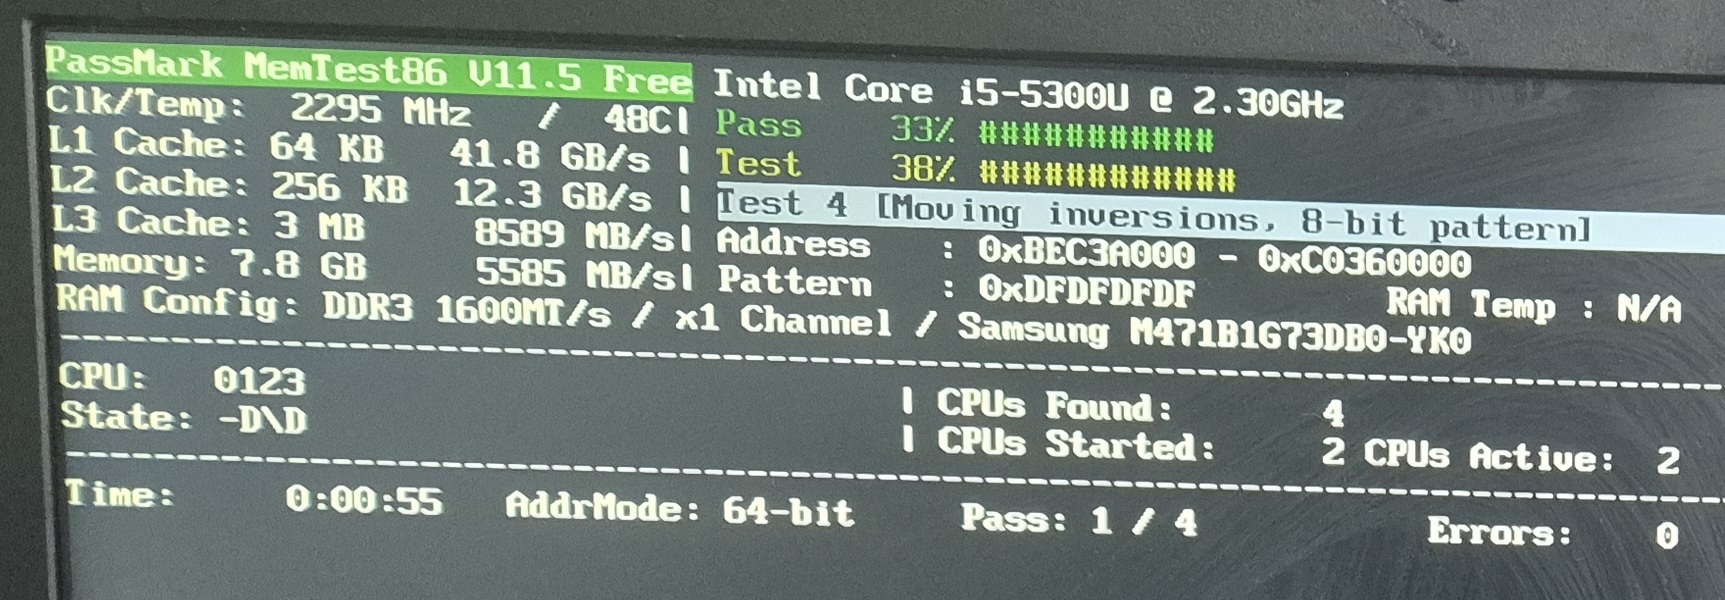 PassMark MemTest86 V11.5 Free Intel Core i5-5300U @ 2.30GHz
Clk/Temp: 2295 MHz / 48C| Pass 33% ###########
L1 Cache: 64 KB 41.8 GB/s | Test 38% ############
L2 Cache: 256 KB 12.3 GB/s | Test 4 [Moving inversions, 8-bit pattern]
L3 Cache: 3 MB 8589 MB/s| Address : 0xBEC3A000 - 0xC0360000
Memory: 7.8 GB 5585 MB/s| Pattern : 0xDFDFDFDF RAM Temp : N/A
RAM Config: DDR3 1600MT/s / x1 Channel / Samsung M471B1G73DB0-YK0
CPU: 0123 | CPUs Found: 4
State: -D\D | CPUs Started: 2 CPUs Active: 2
Time: 0:00:55 AddrMode: 64-bit Pass: 1 / 4 Errors: 0